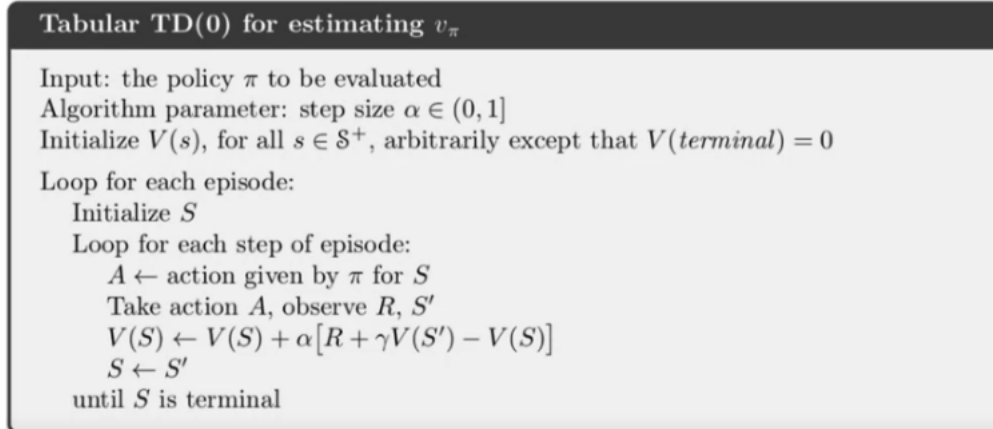 Tabular TD(0) for estimating vπ
Input: the policy π to be evaluated
Algorithm parameter: step size α ∈ (0, 1]
Initialize V(s), for all s ∈ 𝒮⁺, arbitrarily except that V(terminal) = 0
Loop for each episode:
Initialize S
Loop for each step of episode:
A ← action given by π for S
Take action A, observe R, S′
V(S) ← V(S) + α[R + γV(S′) − V(S)]
S ← S′
until S is terminal